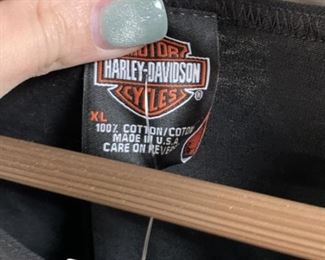 MOTOR
HARLEY-DAVIDSON
CYCLES
®
XL
100% COTTON/COTON
MADE IN U.S.A.
CARE ON REVERSE